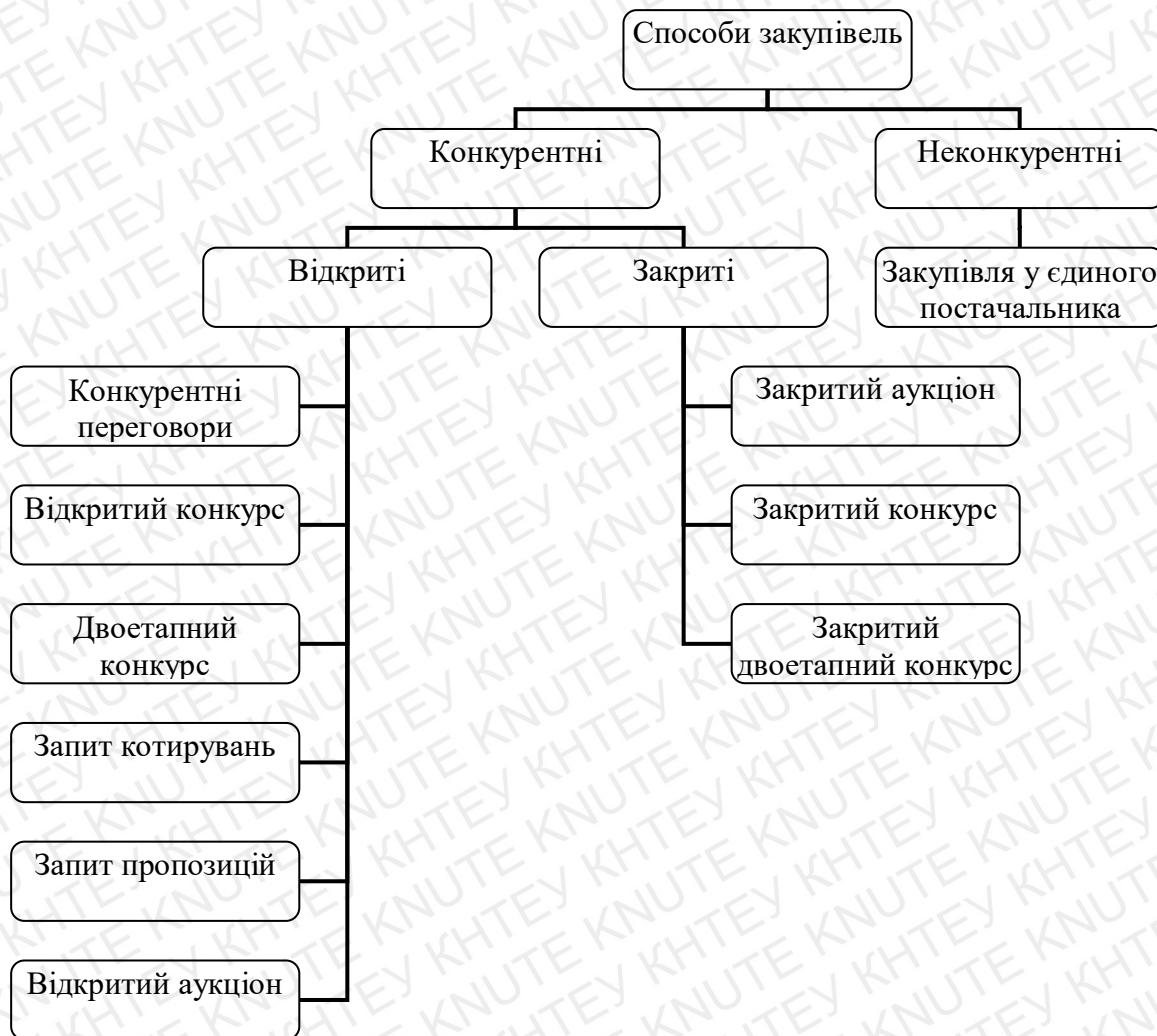 Способи закупівель
Конкурентні
Неконкурентні
Відкриті
Закриті
Закупівля у єдиного
постачальника
Конкурентні
переговори
Закритий аукціон
Відкритий конкурс
Закритий конкурс
Двоетапний
конкурс
Закритий
двоетапний конкурс
Запит котирувань
Запит пропозицій
Відкритий аукціон